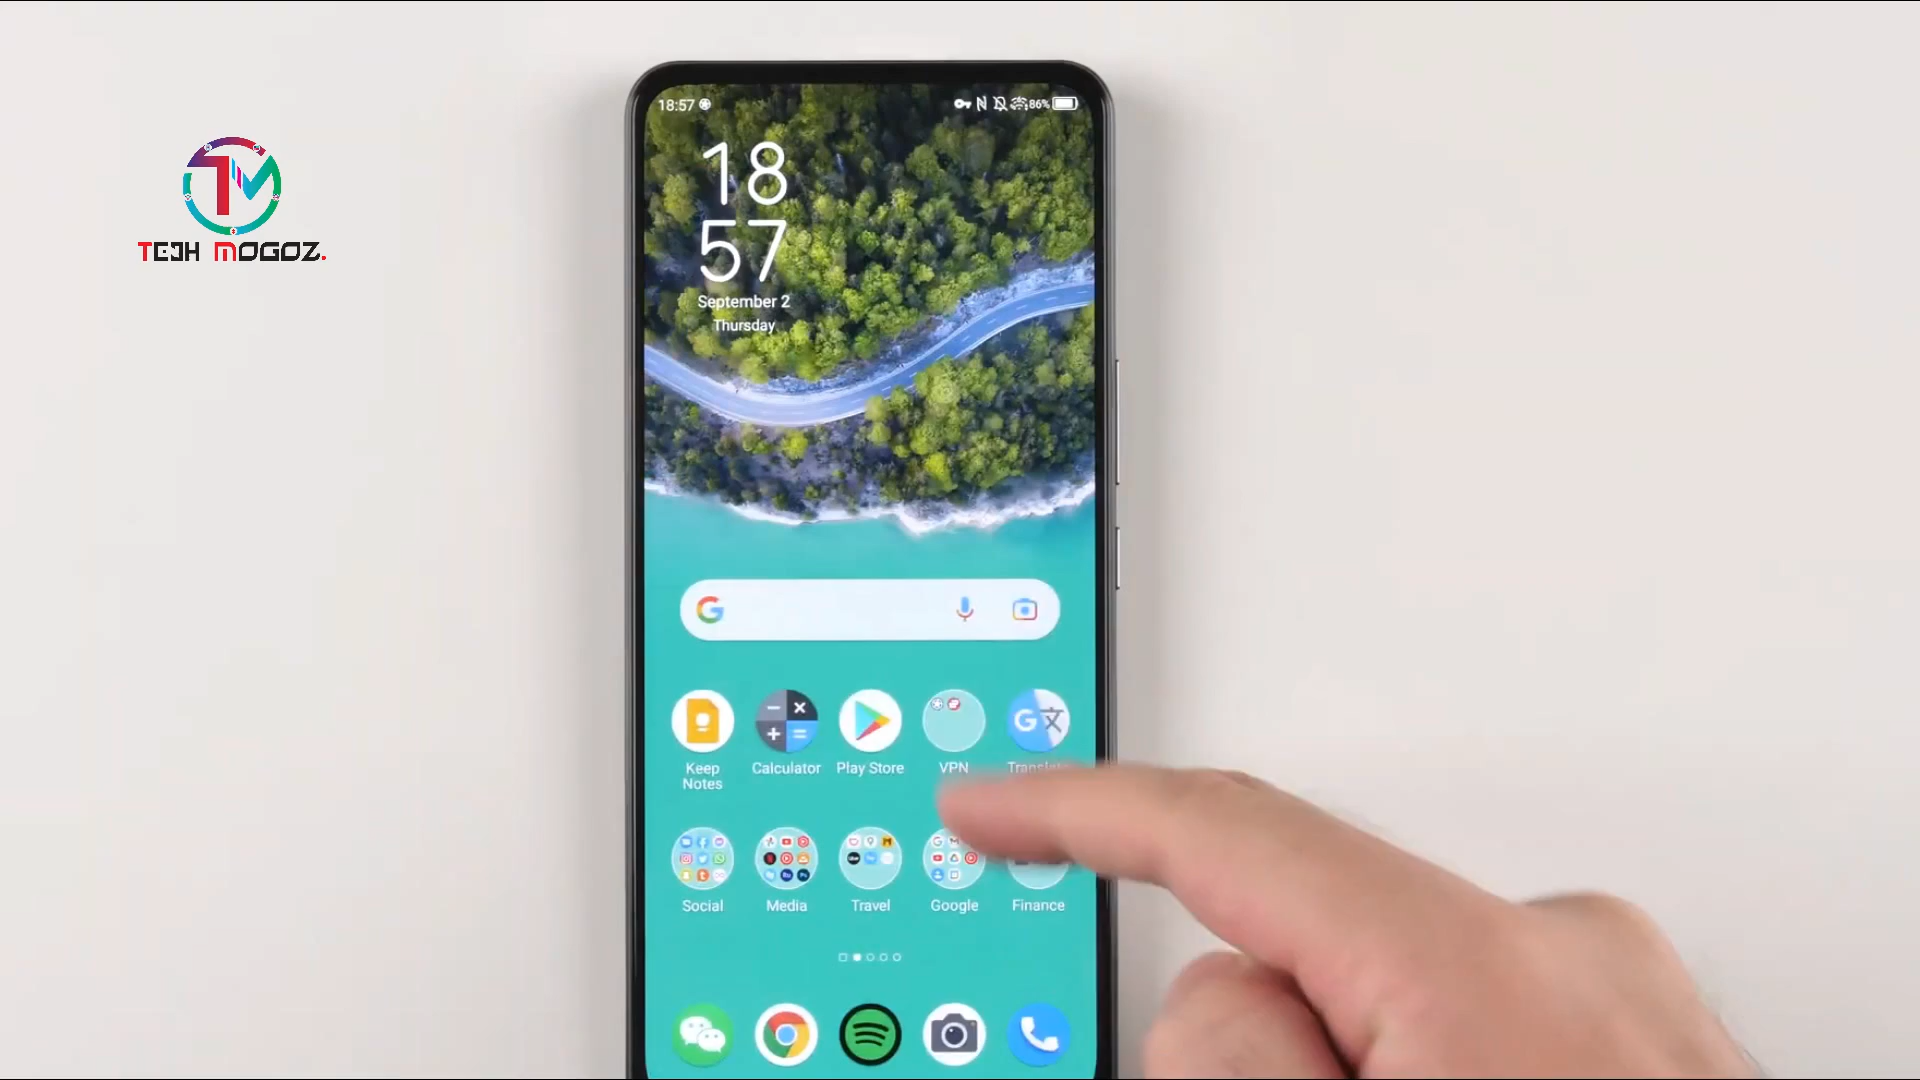 TECH MOGOZ.
18:57
86%
18
57
September 2
Thursday
Keep Notes
Calculator
Play Store
VPN
Translate
Social
Media
Travel
Google
Finance